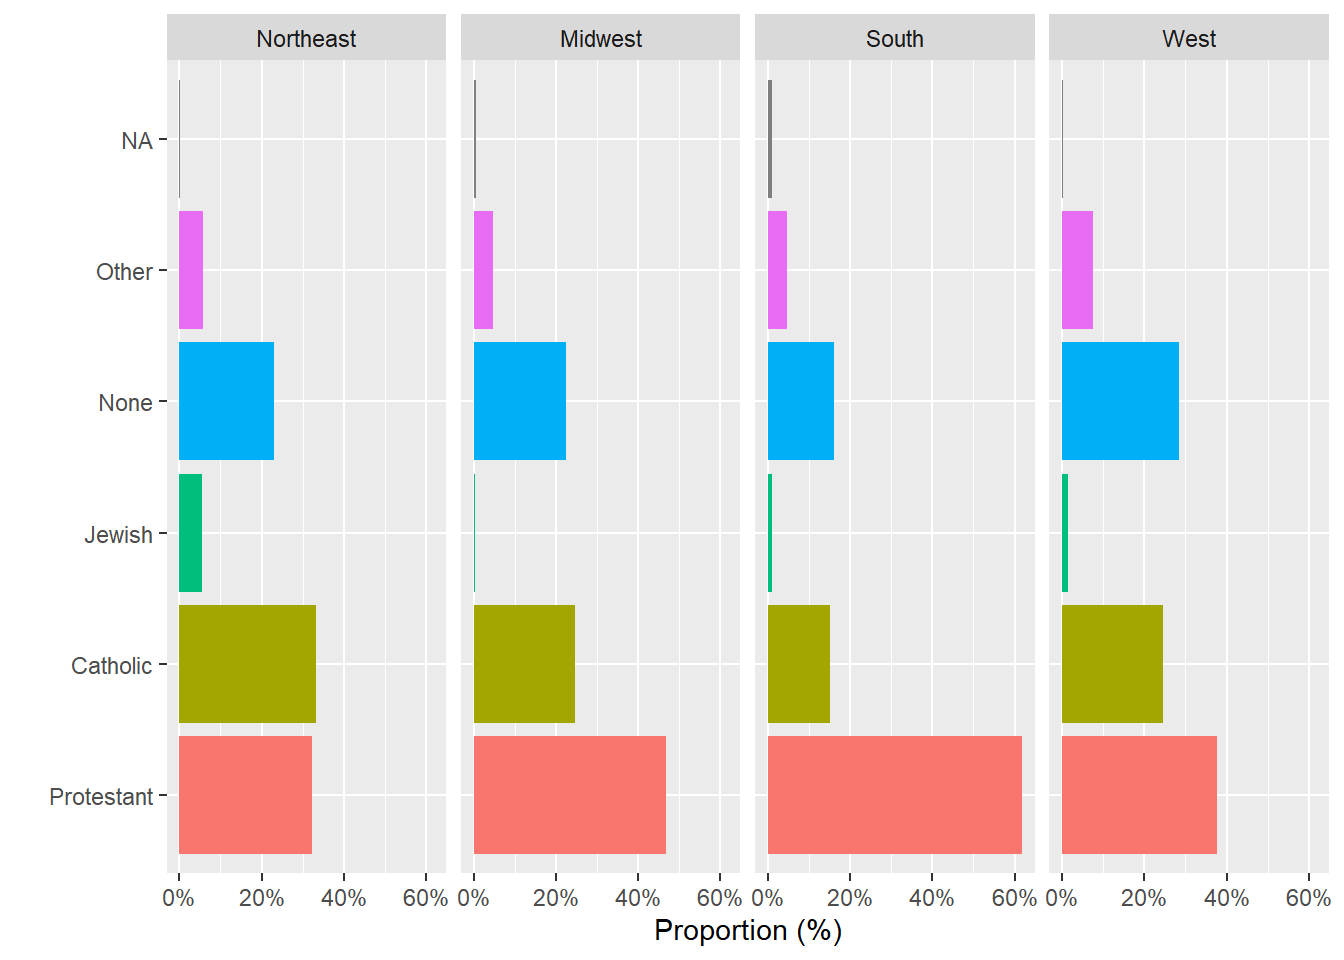 Northeast Midwest South West
NA
Other
None
Jewish
Catholic
Protestant
0% 20% 40% 60% 0% 20% 40% 60% 0% 20% 40% 60% 0% 20% 40% 60%
Proportion (%)